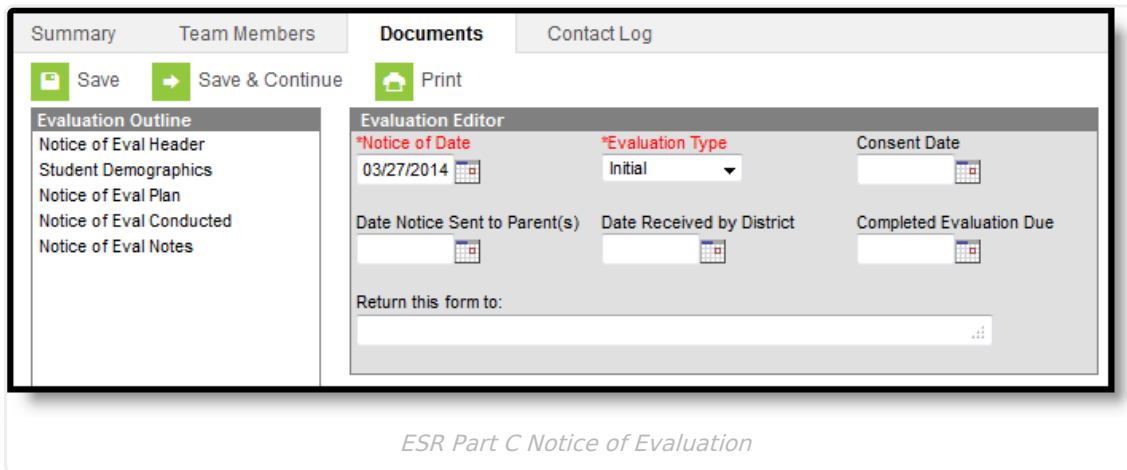 Summary Team Members Documents Contact Log
Save Save & Continue Print
Evaluation Outline
Notice of Eval Header
Student Demographics
Notice of Eval Plan
Notice of Eval Conducted
Notice of Eval Notes
Evaluation Editor
*Notice of Date *Evaluation Type Consent Date
03/27/2014 Initial
Date Notice Sent to Parent(s) Date Received by District Completed Evaluation Due
Return this form to:
ESR Part C Notice of Evaluation